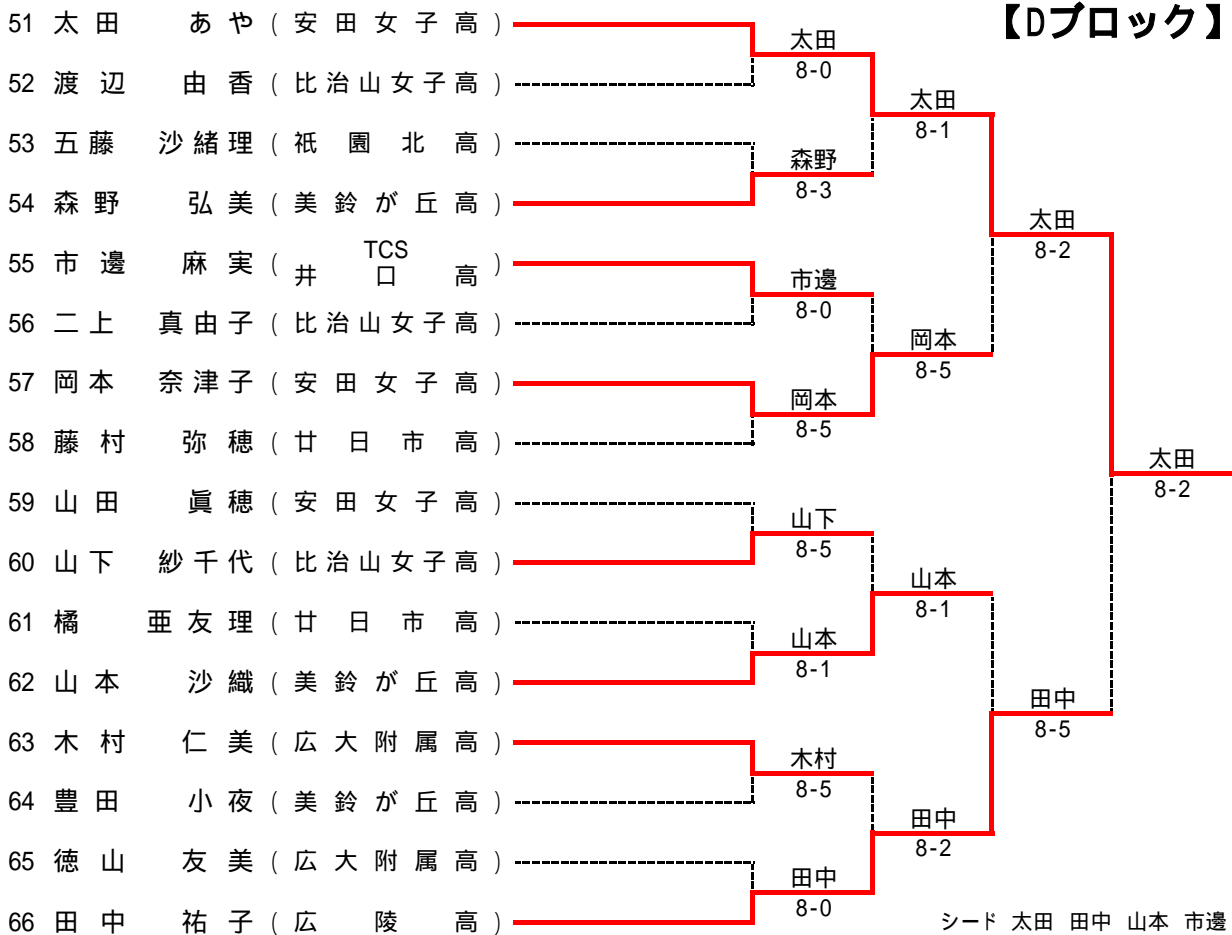 【Dブロック】
51 太田 あや (安田女子高)
52 渡辺 由香 (比治山女子高)
53 五藤 沙緒理 (祇園北高)
54 森野 弘美 (美鈴が丘高)
55 市邊 麻実 (TCS 井口高)
56 二上 真由子 (比治山女子高)
57 岡本 奈津子 (安田女子高)
58 藤村 弥穂 (廿日市高)
59 山田 眞穂 (安田女子高)
60 山下 紗千代 (比治山女子高)
61 橘 亜友理 (廿日市高)
62 山本 沙織 (美鈴が丘高)
63 木村 仁美 (広大附属高)
64 豊田 小夜 (美鈴が丘高)
65 徳山 友美 (広大附属高)
66 田中 祐子 (広陵高)
太田
8-0
森野
8-3
市邊
8-0
岡本
8-5
山下
8-5
山本
8-1
木村
8-5
田中
8-0
太田
8-1
岡本
8-5
山本
8-1
田中
8-2
太田
8-2
田中
8-5
太田
8-2
シード 太田 田中 山本 市邊